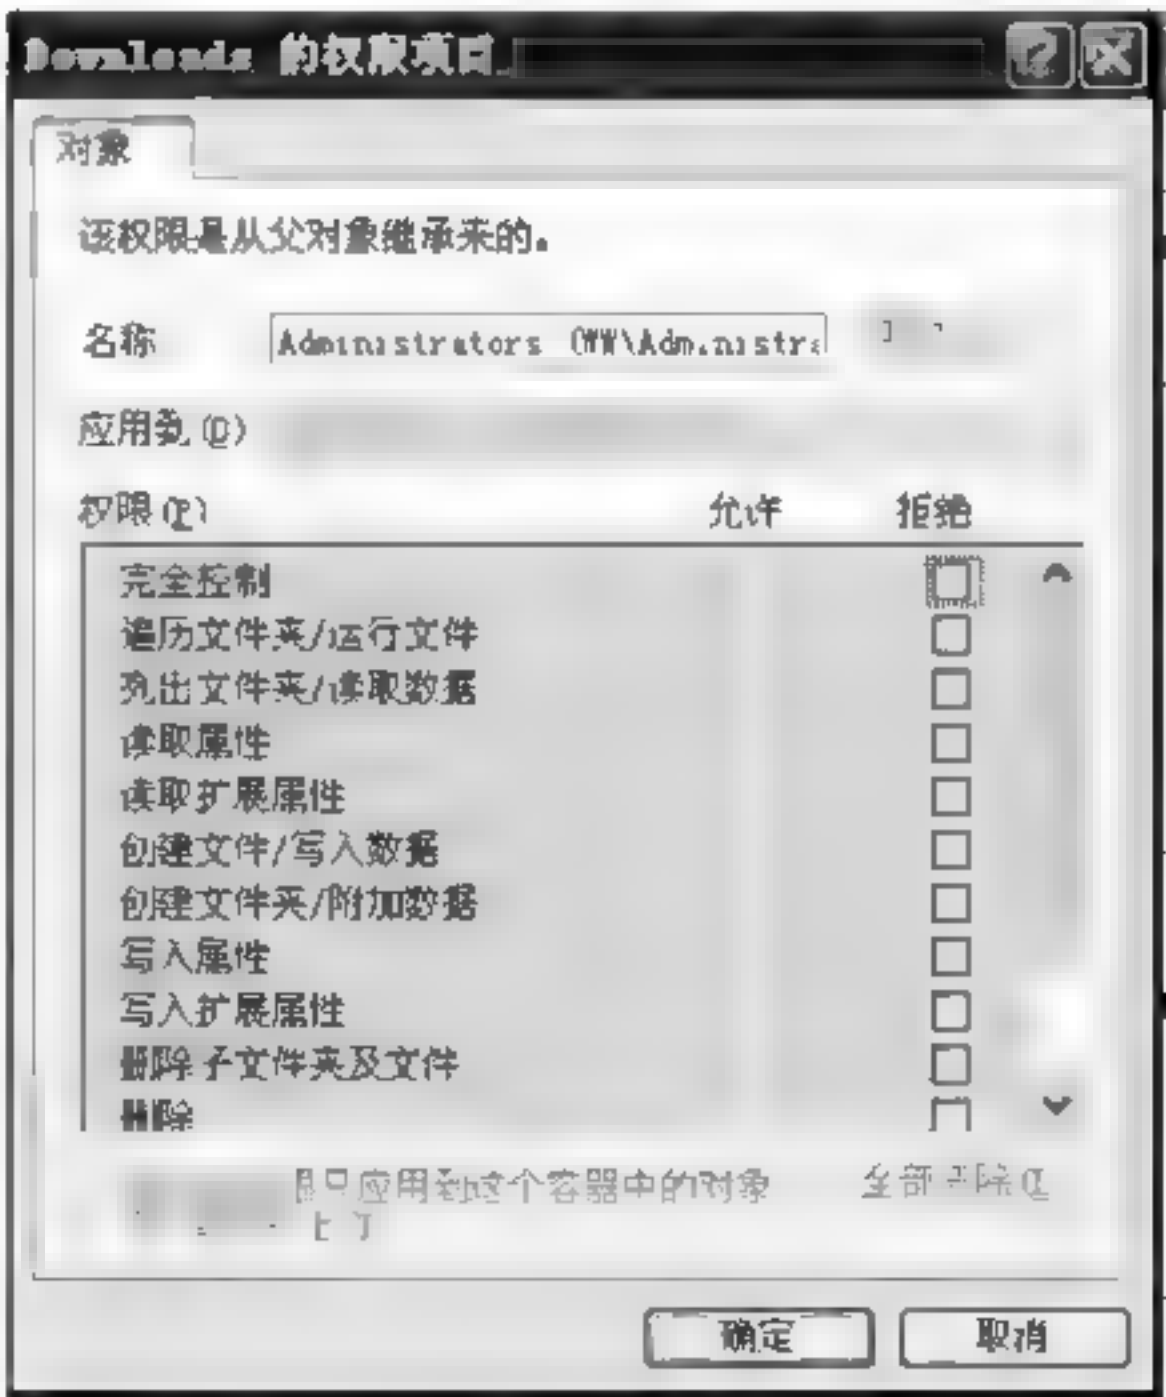 Downloads 的权限项目
对象
该权限是从父对象继承来的。
名称 Administrators (WW\Administra
应用到(O)
权限(P) 允许 拒绝
完全控制
遍历文件夹/运行文件
列出文件夹/读取数据
读取属性
读取扩展属性
创建文件/写入数据
创建文件夹/附加数据
写入属性
写入扩展属性
删除子文件夹及文件
删除
应用到这个容器中的对象 全部
确定 取消